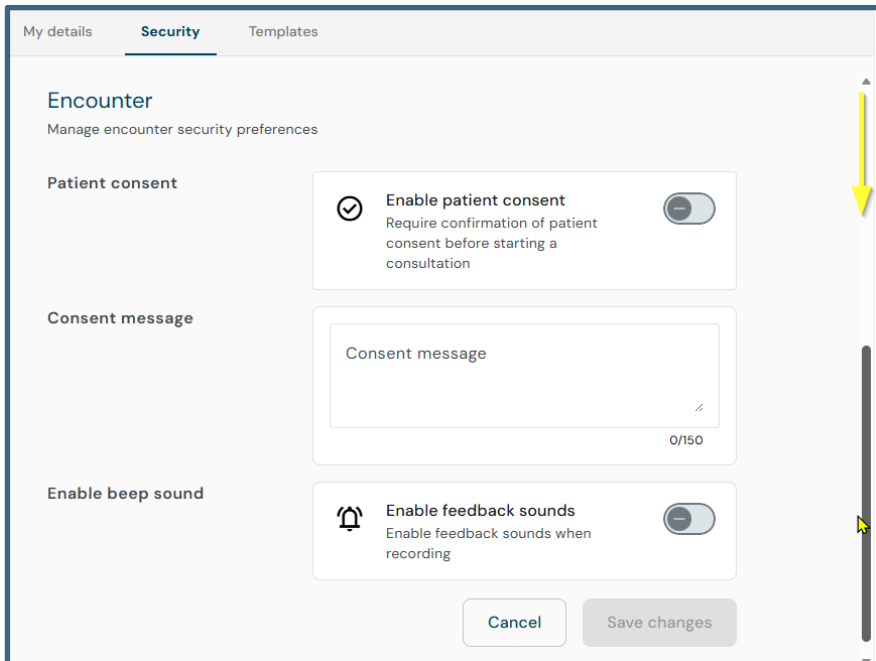 My details Security Templates
Encounter
Manage encounter security preferences
Patient consent
Enable patient consent
Require confirmation of patient
consent before starting a
consultation
Consent message
Consent message
0/150
Enable beep sound
Enable feedback sounds
Enable feedback sounds when
recording
Cancel Save changes